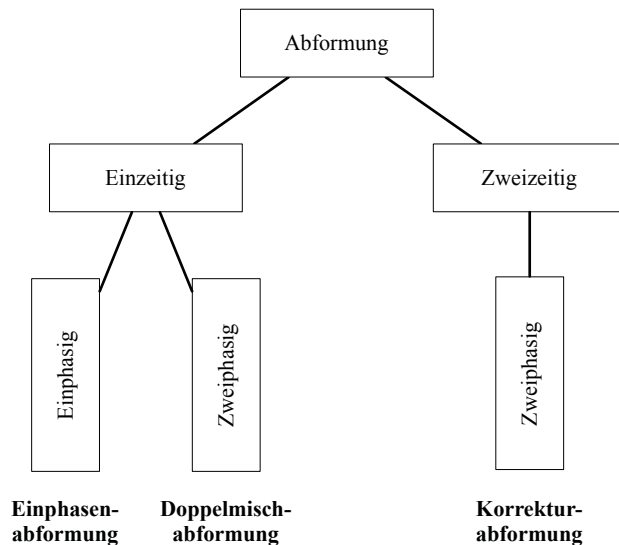 Abformung
Einzeitig
Zweizeitig
Einphasig
Zweiphasig
Zweiphasig
Einphasen-
abformung
Doppelmisch-
abformung
Korrektur-
abformung